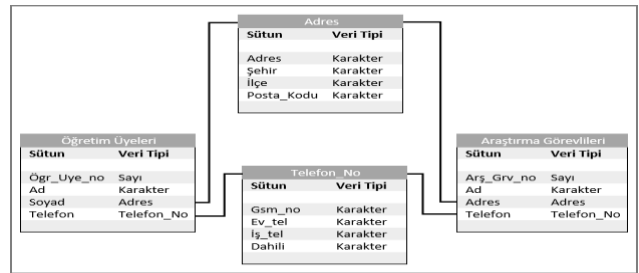 Adres
Sütun Veri Tipi
Adres Karakter
Şehir Karakter
İlçe Karakter
Posta_Kodu Karakter
Öğretim Üyeleri
Sütun Veri Tipi
Ögr_Uye_no Sayı
Ad Karakter
Soyad Adres
Telefon Telefon_No
Telefon_No
Sütun Veri Tipi
Gsm_no Karakter
Ev_tel Karakter
İş_tel Karakter
Dahili Karakter
Araştırma Görevlileri
Sütun Veri Tipi
Arş_Grv_no Sayı
Ad Karakter
Adres Adres
Telefon Telefon_No